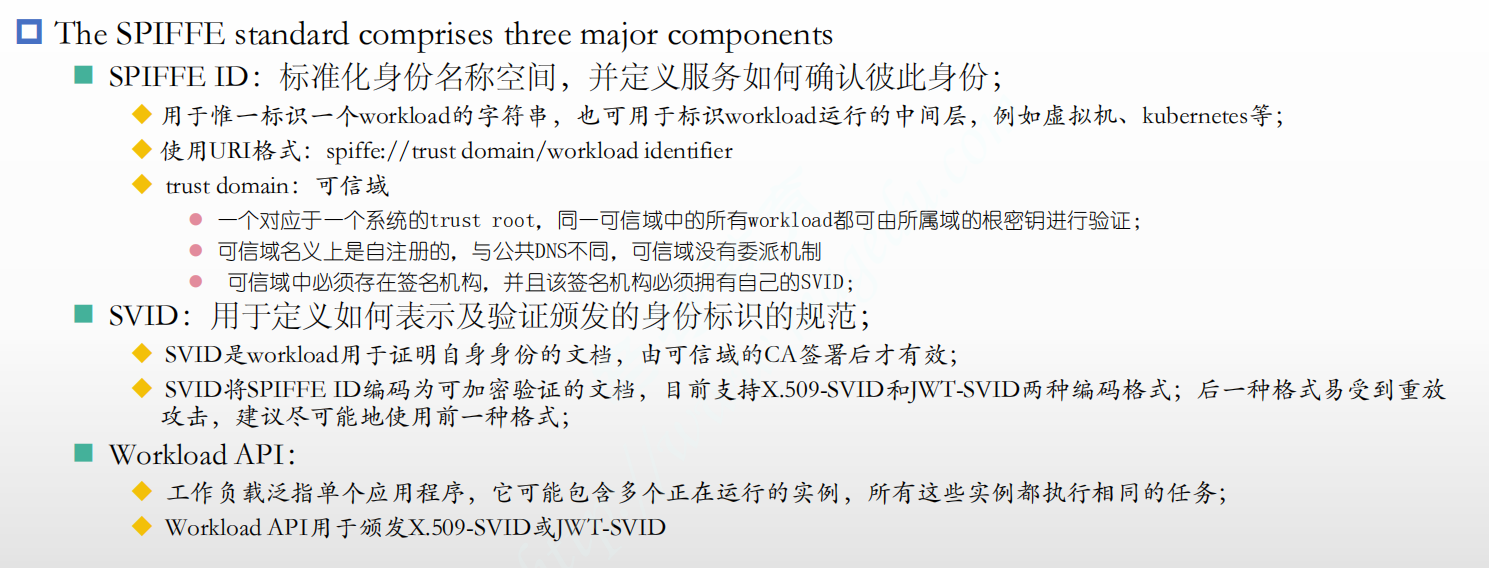 The SPIFFE standard comprises three major components
SPIFFE ID：标准化身份名称空间，并定义服务如何确认彼此身份；
用于惟一标识一个workload的字符串，也可用于标识workload运行的中间层，例如虚拟机、kubernetes等；
使用URI格式：spiffe://trust domain/workload identifier
trust domain：可信域
一个对应于一个系统的trust root，同一可信域中的所有workload都可由所属域的根密钥进行验证；
可信域名义上是自注册的，与公共DNS不同，可信域没有委派机制
可信域中必须存在签名机构，并且该签名机构必须拥有自己的SVID；
SVID：用于定义如何表示及验证颁发的身份标识的规范；
SVID是workload用于证明自身身份的文档，由可信域的CA签署后才有效；
SVID将SPIFFE ID编码为可加密验证的文档，目前支持X.509-SVID和JWT-SVID两种编码格式；后一种格式易受到重放
攻击，建议尽可能地使用前一种格式；
Workload API：
工作负载泛指单个应用程序，它可能包含多个正在运行的实例，所有这些实例都执行相同的任务；
Workload API用于颁发X.509-SVID或JWT-SVID